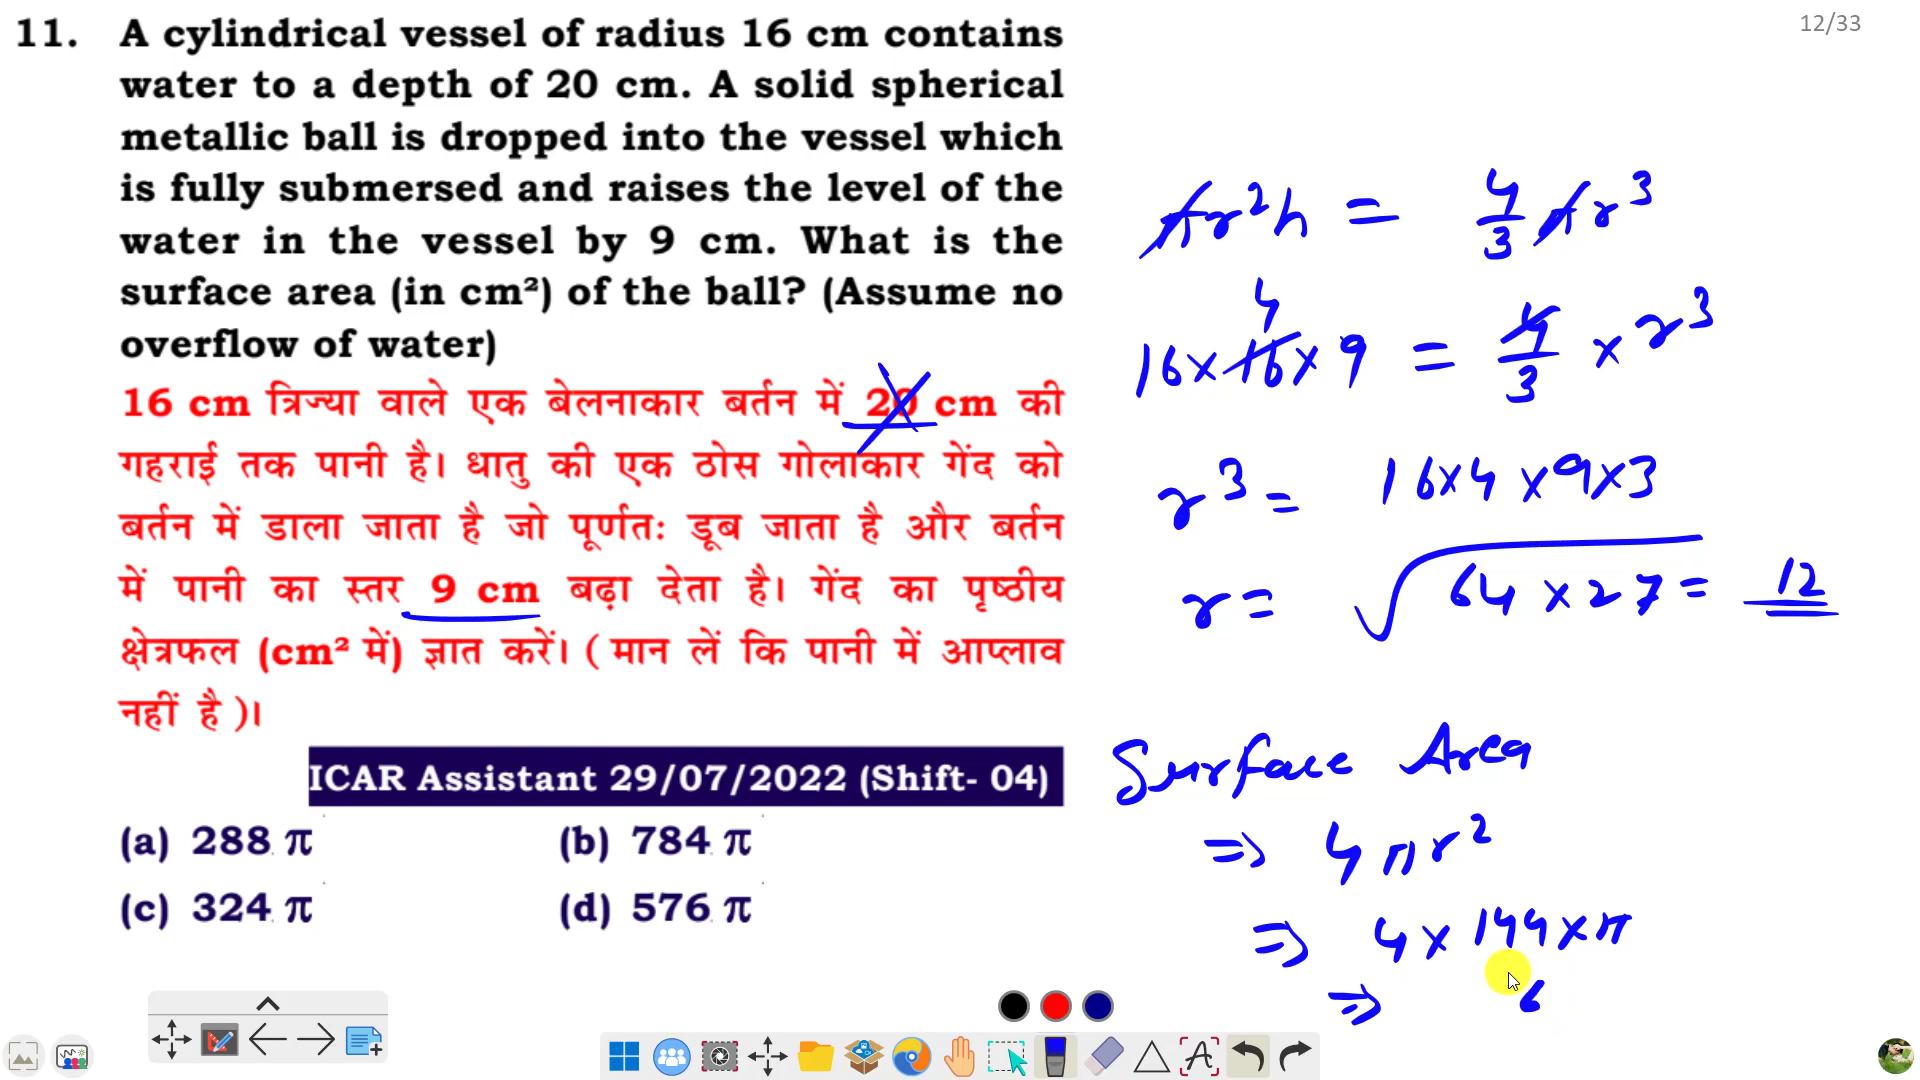 12/33
11. A cylindrical vessel of radius 16 cm contains
water to a depth of 20 cm. A solid spherical
metallic ball is dropped into the vessel which
is fully submersed and raises the level of the
water in the vessel by 9 cm. What is the
surface area (in cm²) of the ball? (Assume no
overflow of water)
16 cm त्रिज्या वाले एक बेलनाकार बर्तन में 20 cm की
गहराई तक पानी है। धातु की एक ठोस गोलाकार गेंद को
बर्तन में डाला जाता है जो पूर्णतः डूब जाता है और बर्तन
में पानी का स्तर 9 cm बढ़ा देता है। गेंद का पृष्ठीय
क्षेत्रफल (cm² में) ज्ञात करें। (मान लें कि पानी में आप्लाव
नहीं है)।
ICAR Assistant 29/07/2022 (Shift- 04)
(a) 288 π (b) 784 π
(c) 324 π (d) 576 π
πr²h = 4/3 πr³
4
16×16×9 = 4/3 × r³
r³ = 16×4×9×3
r = √64×27 = 12
Surface Area
⇒ 4πr²
⇒ 4×144×π
⇒ 6